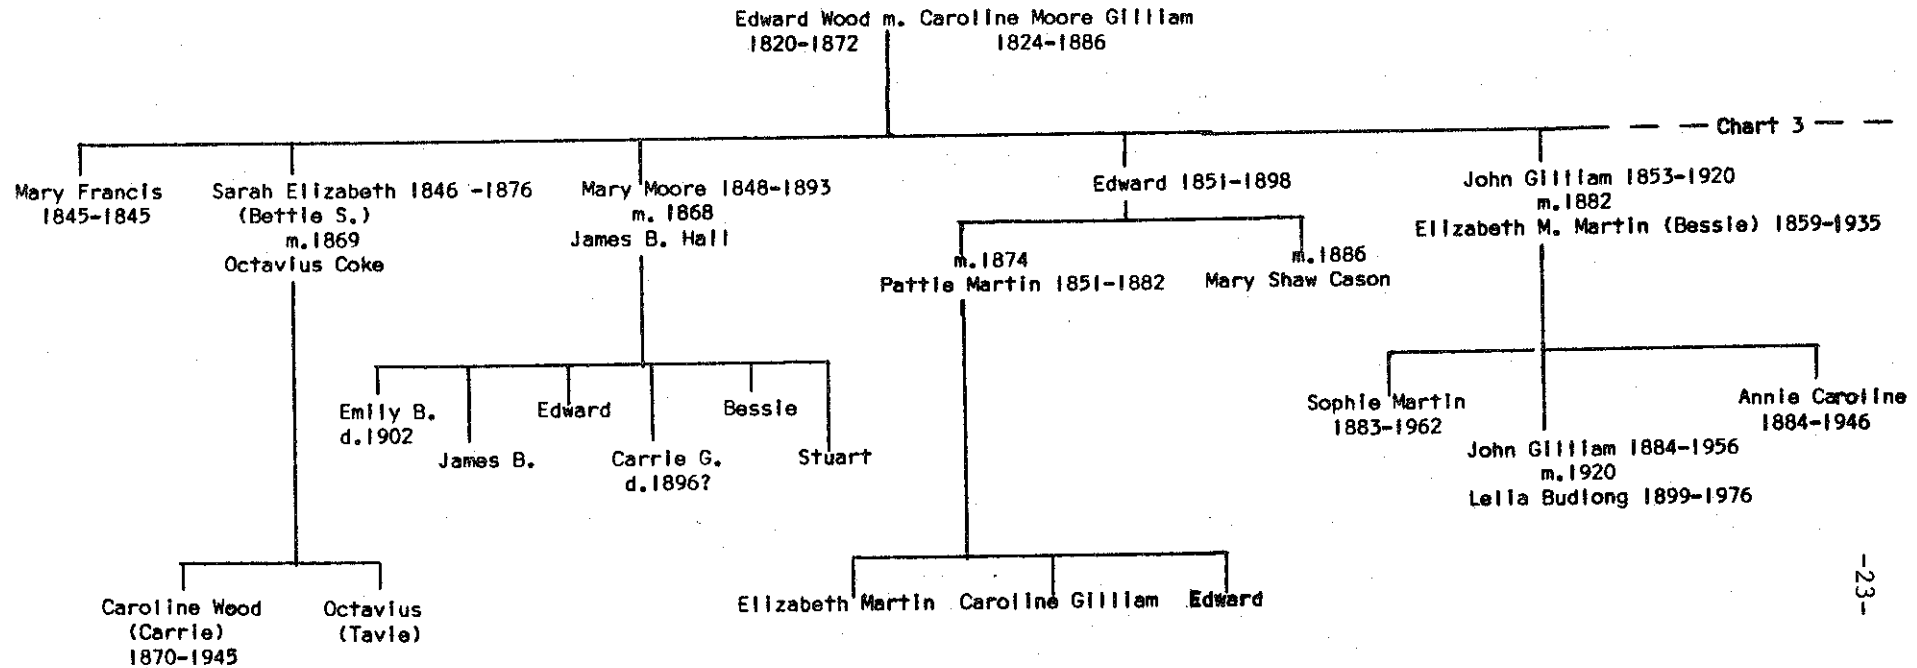 Edward Wood m. Caroline Moore Gilliam
1820-1872 1824-1886
— — Chart 3 — —
Mary Francis
1845-1845
Sarah Elizabeth 1846 -1876
(Bettie S.)
m.1869
Octavius Coke
Mary Moore 1848-1893
m. 1868
James B. Hall
Edward 1851-1898
John Gilliam 1853-1920
m.1882
Elizabeth M. Martin (Bessie) 1859-1935
m.1874
Pattie Martin 1851-1882
m.1886
Mary Shaw Cason
Emily B.
d.1902
James B.
Edward
Carrie G.
d.1896?
Bessie
Stuart
Sophie Martin
1883-1962
John Gilliam 1884-1956
m.1920
Lelia Budlong 1899-1976
Annie Caroline
1884-1946
Caroline Wood
(Carrie)
1870-1945
Octavius
(Tavie)
Elizabeth Martin Caroline Gilliam Edward
-23-